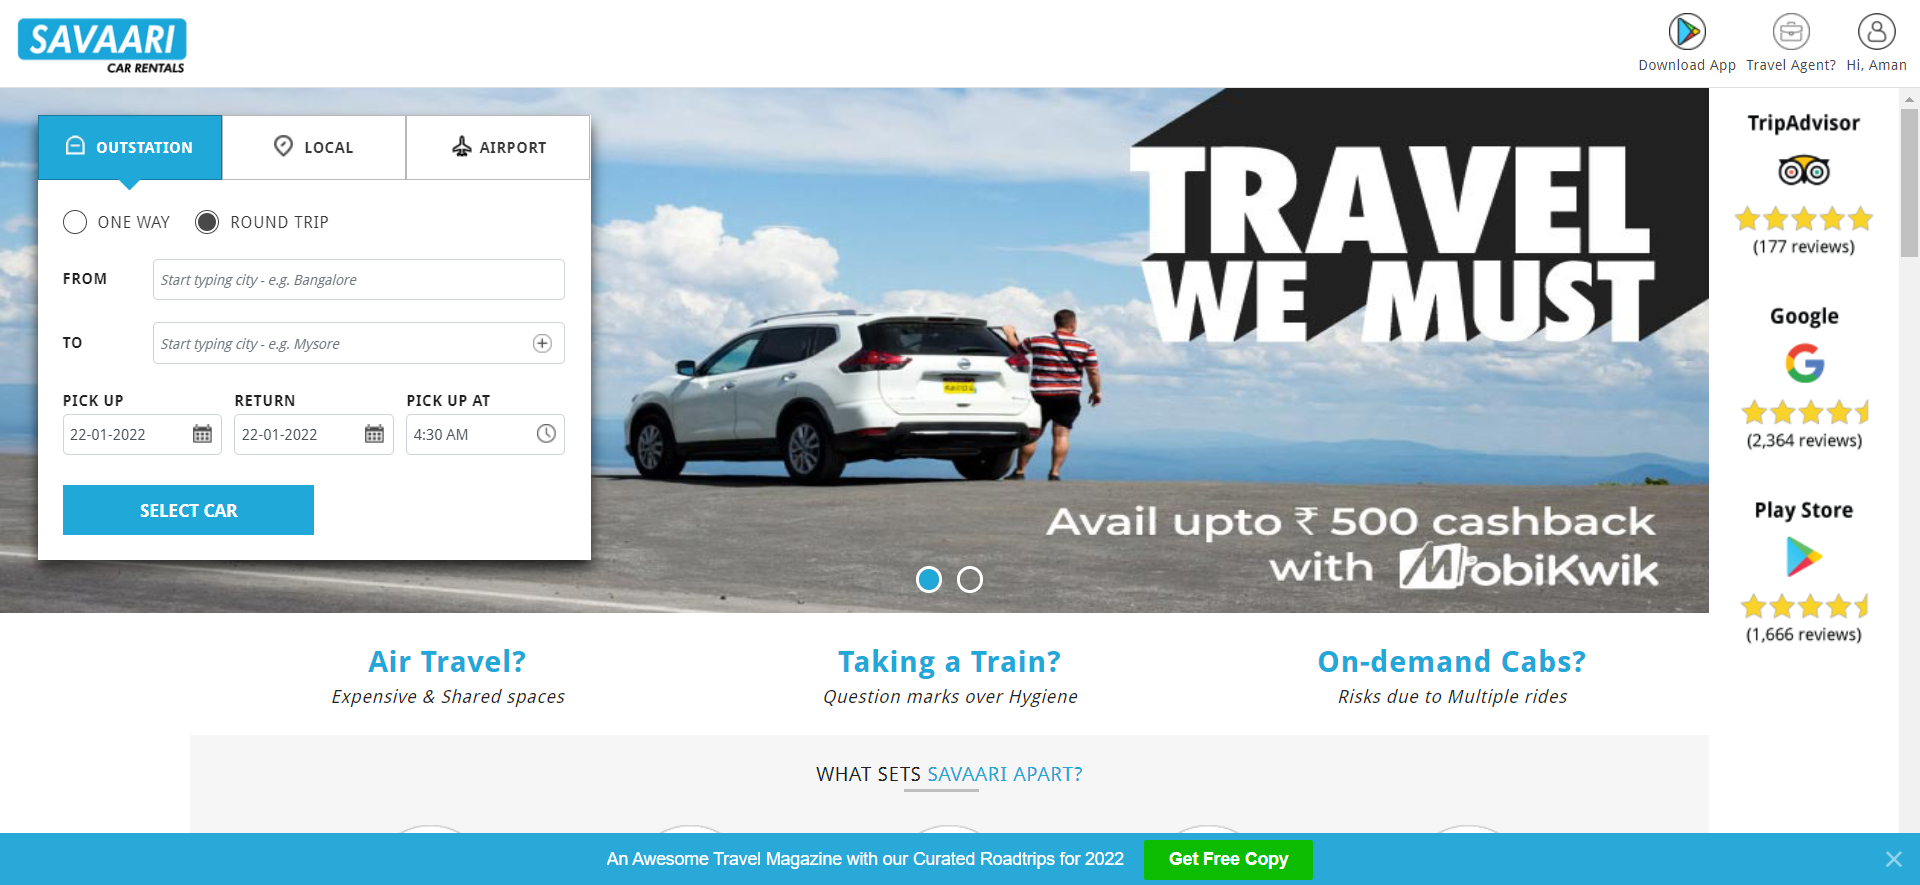 SAVAARI
CAR RENTALS
Download App
Travel Agent?
Hi, Aman
OUTSTATION
LOCAL
AIRPORT
ONE WAY
ROUND TRIP
FROM
Start typing city - e.g. Bangalore
TO
Start typing city - e.g. Mysore
PICK UP
RETURN
PICK UP AT
22-01-2022
22-01-2022
4:30 AM
SELECT CAR
TRAVEL
WE MUST
Avail upto ₹ 500 cashback
with MobiKwik
TripAdvisor
(177 reviews)
Google
(2,364 reviews)
Play Store
(1,666 reviews)
Air Travel?
Expensive & Shared spaces
Taking a Train?
Question marks over Hygiene
On-demand Cabs?
Risks due to Multiple rides
WHAT SETS SAVAARI APART?
An Awesome Travel Magazine with our Curated Roadtrips for 2022
Get Free Copy